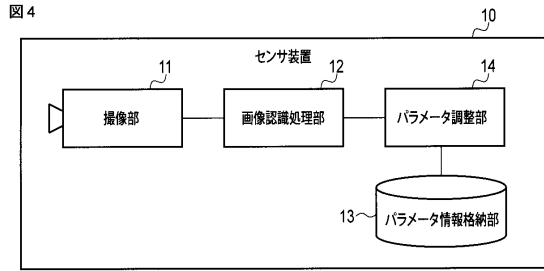 図4
10
センサ装置
11
12
14
撮像部
画像認識処理部
パラメータ調整部
13
パラメータ情報格納部